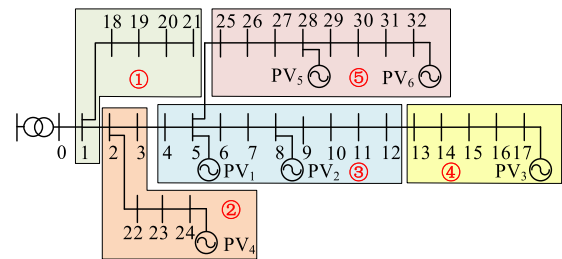 18 19 20 21
①
25 26 27 28 29 30 31 32
PV₅ ⑤ PV₆
0 1 2 3 4 5 6 7 8 9 10 11 12 13 14 15 16 17
PV₁ PV₂ ③ ④ PV₃
②
22 23 24 PV₄